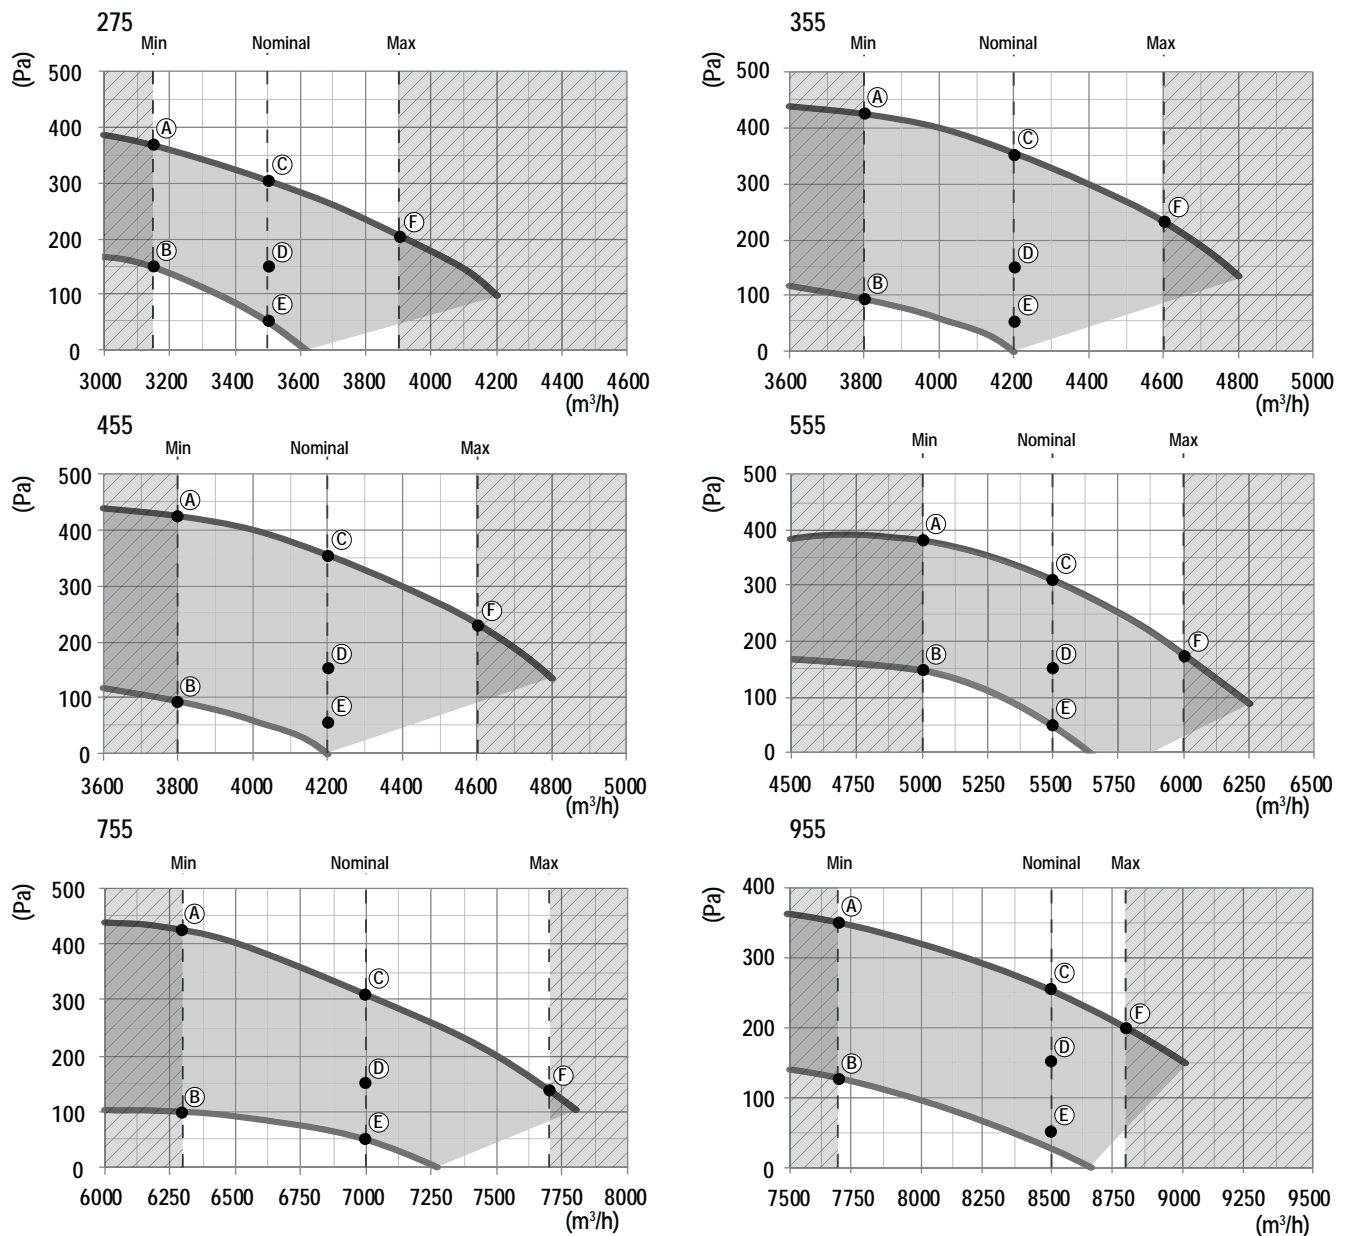 275
Min Nominal Max
(Pa)
500
400
300
200
100
0
A
B
C
D
E
F
3000 3200 3400 3600 3800 4000 4200 4400 4600
(m³/h)
355
Min Nominal Max
(Pa)
500
400
300
200
100
0
A
B
C
D
E
F
3600 3800 4000 4200 4400 4600 4800 5000
(m³/h)
455
Min Nominal Max
(Pa)
500
400
300
200
100
0
A
B
C
D
E
F
3600 3800 4000 4200 4400 4600 4800 5000
(m³/h)
555
Min Nominal Max
(Pa)
500
400
300
200
100
0
A
B
C
D
E
F
4500 4750 5000 5250 5500 5750 6000 6250 6500
(m³/h)
755
Min Nominal Max
(Pa)
500
400
300
200
100
0
A
B
C
D
E
F
6000 6250 6500 6750 7000 7250 7500 7750 8000
(m³/h)
955
Min Nominal Max
(Pa)
400
300
200
100
0
A
B
C
D
E
F
7500 7750 8000 8250 8500 8750 9000 9250 9500
(m³/h)